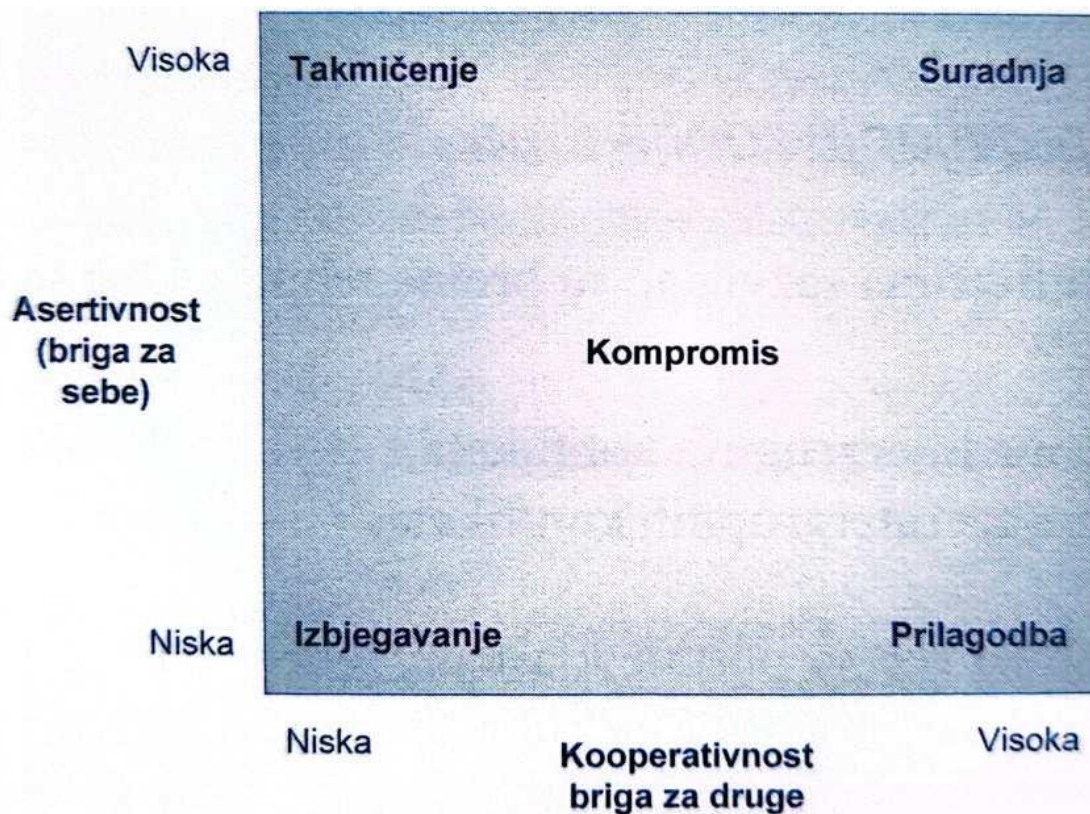 Visoka
Takmičenje
Suradnja
Asertivnost
(briga za
sebe)
Kompromis
Niska
Izbjegavanje
Prilagodba
Niska
Visoka
Kooperativnost
briga za druge